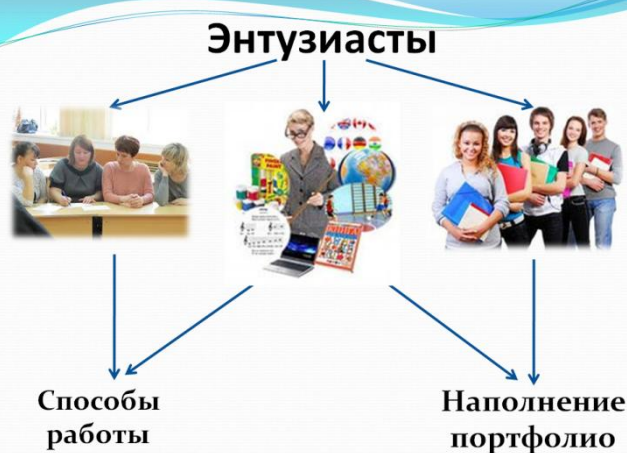 Энтузиасты
Способы
работы
Наполнение
портфолио